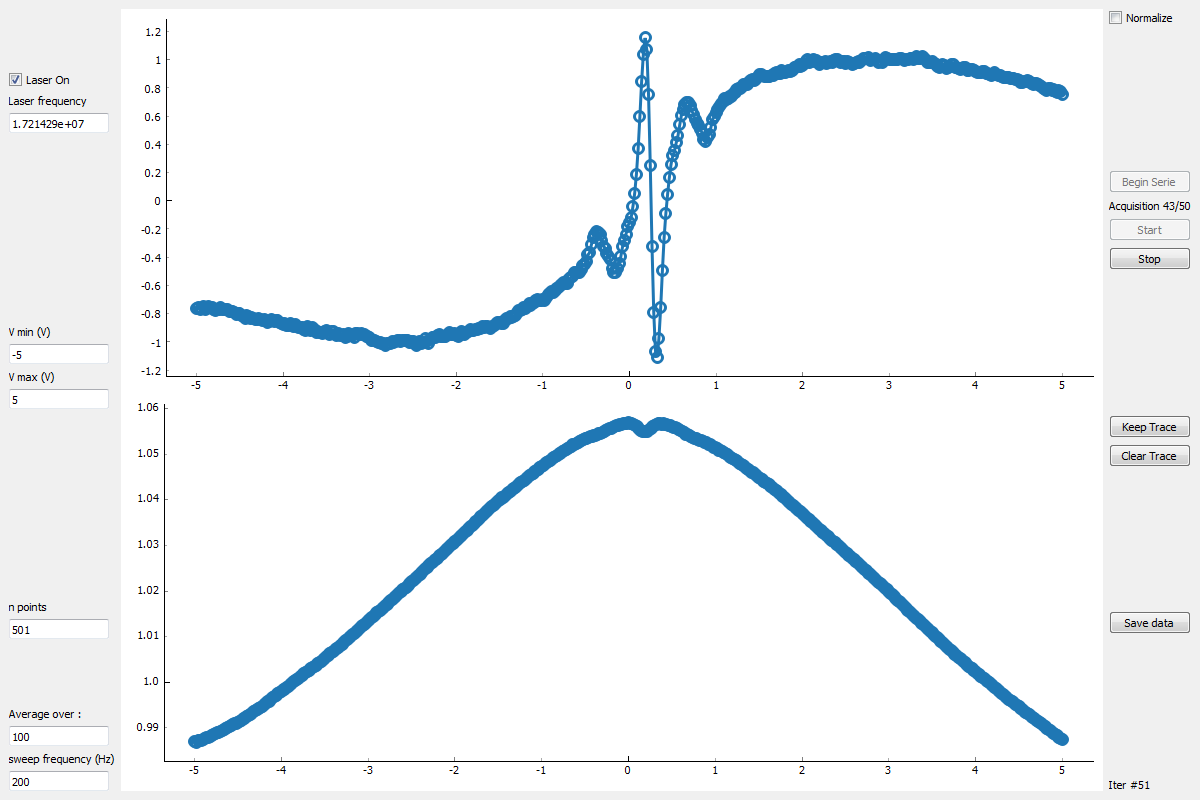 Laser On
Laser frequency
1.721429e+07
V min (V)
-5
V max (V)
5
n points
501
Average over :
100
sweep frequency (Hz)
200
1.2
1
0.8
0.6
0.4
0.2
0
-0.2
-0.4
-0.6
-0.8
-1
-1.2
-5 -4 -3 -2 -1 0 1 2 3 4 5
1.06
1.05
1.04
1.03
1.02
1.01
1.0
0.99
-5 -4 -3 -2 -1 0 1 2 3 4 5
Normalize
Begin Serie
Acquisition 43/50
Start
Stop
Keep Trace
Clear Trace
Save data
Iter #51